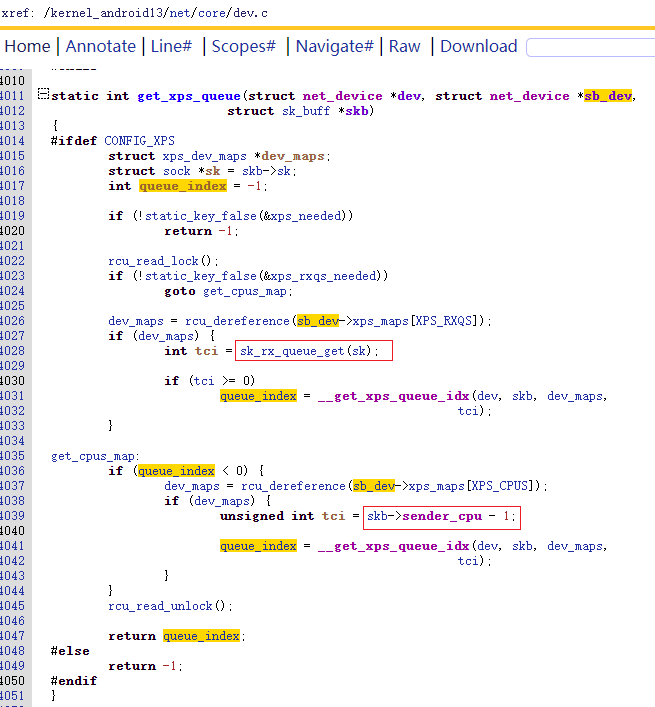 xref: /kernel_android13/net/core/dev.c
Home | Annotate | Line# | Scopes# | Navigate# | Raw | Download
4010
4011 static int get_xps_queue(struct net_device *dev, struct net_device *sb_dev,
4012 struct sk_buff *skb)
4013 {
4014 #ifdef CONFIG_XPS
4015 struct xps_dev_maps *dev_maps;
4016 struct sock *sk = skb->sk;
4017 int queue_index = -1;
4018
4019 if (!static_key_false(&xps_needed))
4020 return -1;
4021
4022 rcu_read_lock();
4023 if (!static_key_false(&xps_rxqs_needed))
4024 goto get_cpus_map;
4025
4026 dev_maps = rcu_dereference(sb_dev->xps_maps[XPS_RXQS]);
4027 if (dev_maps) {
4028 int tci = sk_rx_queue_get(sk);
4029
4030 if (tci >= 0)
4031 queue_index = __get_xps_queue_idx(dev, skb, dev_maps,
4032 tci);
4033 }
4034
4035 get_cpus_map:
4036 if (queue_index < 0) {
4037 dev_maps = rcu_dereference(sb_dev->xps_maps[XPS_CPUS]);
4038 if (dev_maps) {
4039 unsigned int tci = skb->sender_cpu - 1;
4040
4041 queue_index = __get_xps_queue_idx(dev, skb, dev_maps,
4042 tci);
4043 }
4044 }
4045 rcu_read_unlock();
4046
4047 return queue_index;
4048 #else
4049 return -1;
4050 #endif
4051 }